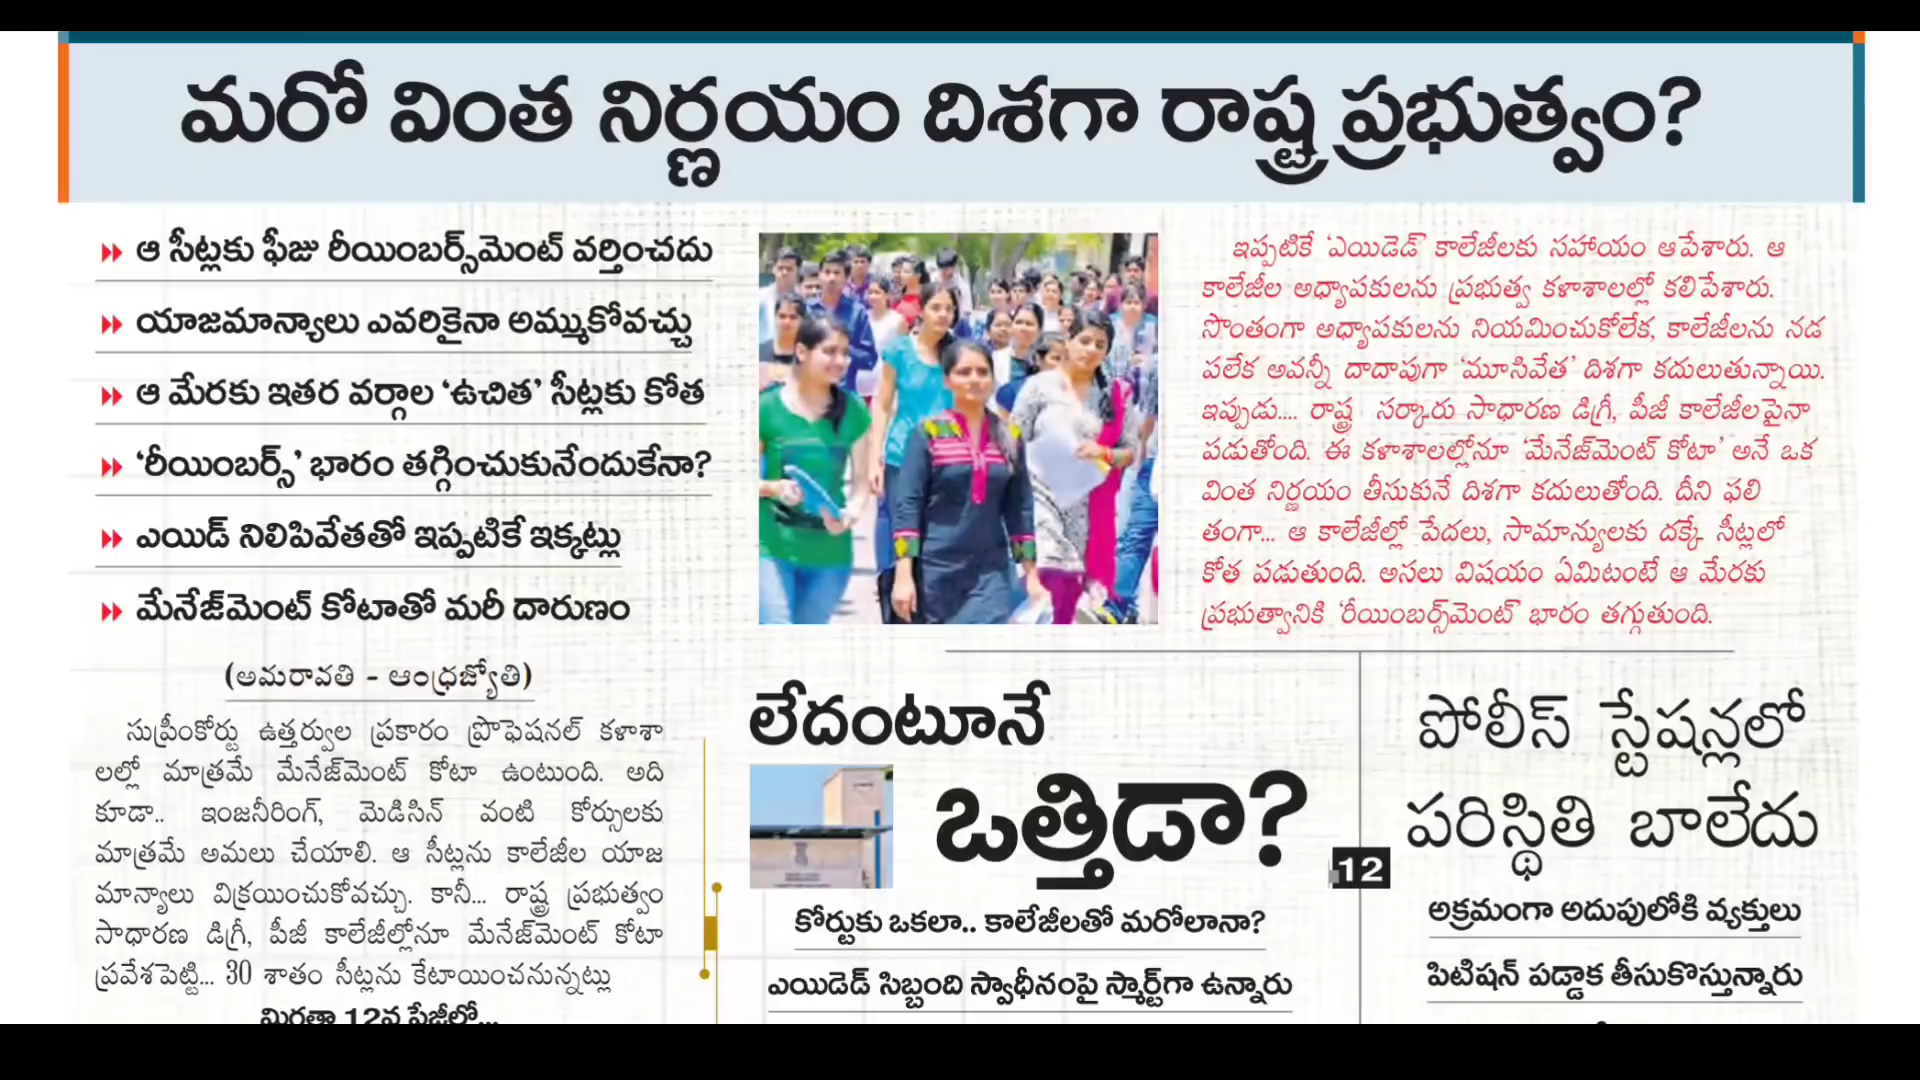 మరో వింత నిర్ణయం దిశగా రాష్ట్ర ప్రభుత్వం?
ఆ సీట్లకు ఫీజు రీయింబర్స్‌మెంట్ వర్తించదు
యాజమాన్యాలు ఎవరికైనా అమ్ముకోవచ్చు
ఆ మేరకు ఇతర వర్గాల ‘ఉచిత’ సీట్లకు కోత
‘రీయింబర్స్’ భారం తగ్గించుకునేందుకేనా?
ఎయిడ్ నిలిపివేతతో ఇప్పటికే ఇక్కట్లు
మేనేజ్‌మెంట్ కోటాతో మరీ దారుణం
(అమరావతి - ఆంధ్రజ్యోతి)
సుప్రీంకోర్టు ఉత్తర్వుల ప్రకారం ప్రొఫెషనల్ కళాశా
లల్లో మాత్రమే మేనేజ్‌మెంట్ కోటా ఉంటుంది. అది
కూడా.. ఇంజనీరింగ్, మెడిసిన్ వంటి కోర్సులకు
మాత్రమే అమలు చేయాలి. ఆ సీట్లను కాలేజీల యాజ
మాన్యాలు విక్రయించుకోవచ్చు. కానీ... రాష్ట్ర ప్రభుత్వం
సాధారణ డిగ్రీ, పీజీ కాలేజీల్లోనూ మేనేజ్‌మెంట్ కోటా
ప్రవేశపెట్టి... 30 శాతం సీట్లను కేటాయించనున్నట్లు
మిగతా 12వ పేజీలో...
ఇప్పటికే ‘ఎయిడెడ్’ కాలేజీలకు సహాయం ఆపేశారు. ఆ
కాలేజీల అధ్యాపకులను ప్రభుత్వ కళాశాలల్లో కలిపేశారు.
సొంతంగా అధ్యాపకులను నియమించుకోలేక, కాలేజీలను నడ
పలేక అవన్నీ దాదాపుగా ‘మూసివేత’ దిశగా కదులుతున్నాయి.
ఇప్పుడు.... రాష్ట్ర సర్కారు సాధారణ డిగ్రీ, పీజీ కాలేజీలపైనా
పడుతోంది. ఈ కళాశాలల్లోనూ ‘మేనేజ్‌మెంట్ కోటా’ అనే ఒక
వింత నిర్ణయం తీసుకునే దిశగా కదులుతోంది. దీని ఫలి
తంగా... ఆ కాలేజీల్లో పేదలు, సామాన్యులకు దక్కే సీట్లలో
కోత పడుతుంది. అసలు విషయం ఏమిటంటే ఆ మేరకు
ప్రభుత్వానికి ‘రీయింబర్స్‌మెంట్’ భారం తగ్గుతుంది.
లేదంటూనే
ఒత్తిడా?
కోర్టుకు ఒకలా.. కాలేజీలతో మరోలానా?
ఎయిడెడ్ సిబ్బంది స్వాధీనంపై స్మార్ట్‌గా ఉన్నారు
12
పోలీస్ స్టేషన్లలో
పరిస్థితి బాలేదు
అక్రమంగా అదుపులోకి వ్యక్తులు
పిటిషన్ పడ్డాక తీసుకొస్తున్నారు